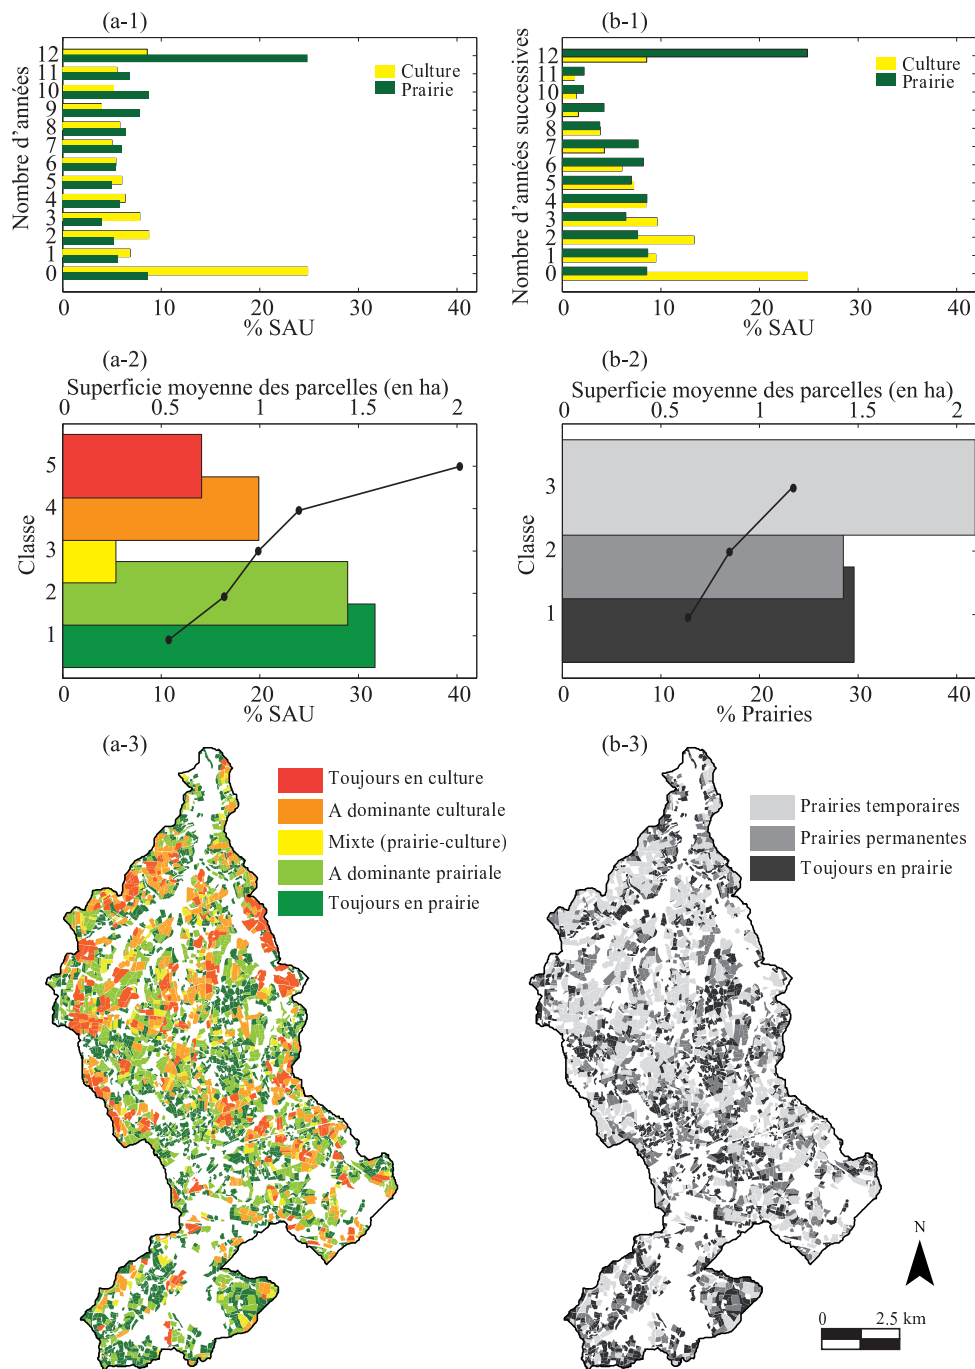 (a-1)
Nombre d'années
12
11
10
9
8
7
6
5
4
3
2
1
0
Culture
Prairie
0 10 20 30 40
% SAU
(b-1)
Nombre d'années successives
12
11
10
9
8
7
6
5
4
3
2
1
0
Culture
Prairie
0 10 20 30 40
% SAU
(a-2)
Superficie moyenne des parcelles (en ha)
0 0.5 1 1.5 2
Classe
5
4
3
2
1
0 10 20 30 40
% SAU
(b-2)
Superficie moyenne des parcelles (en ha)
0 0.5 1 1.5 2
Classe
3
2
1
0 10 20 30 40
% Prairies
(a-3)
Toujours en culture
A dominante culturale
Mixte (prairie-culture)
A dominante prairiale
Toujours en prairie
(b-3)
Prairies temporaires
Prairies permanentes
Toujours en prairie
N
0 2.5 km